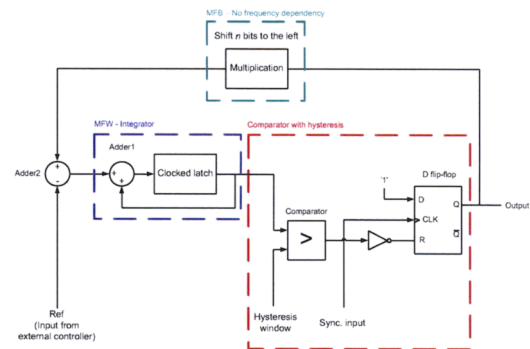 MFB - No frequency dependency
Shift n bits to the left
Multiplication
MFW - Integrator
Comparator with hysteresis
Adder1
Adder2
+
-
+
+
Clocked latch
D flip-flop
'1'
D
Q
CLK
R
Q
Output
Comparator
>
Ref
(Input from
external controller)
Hysteresis
window
Sync. input